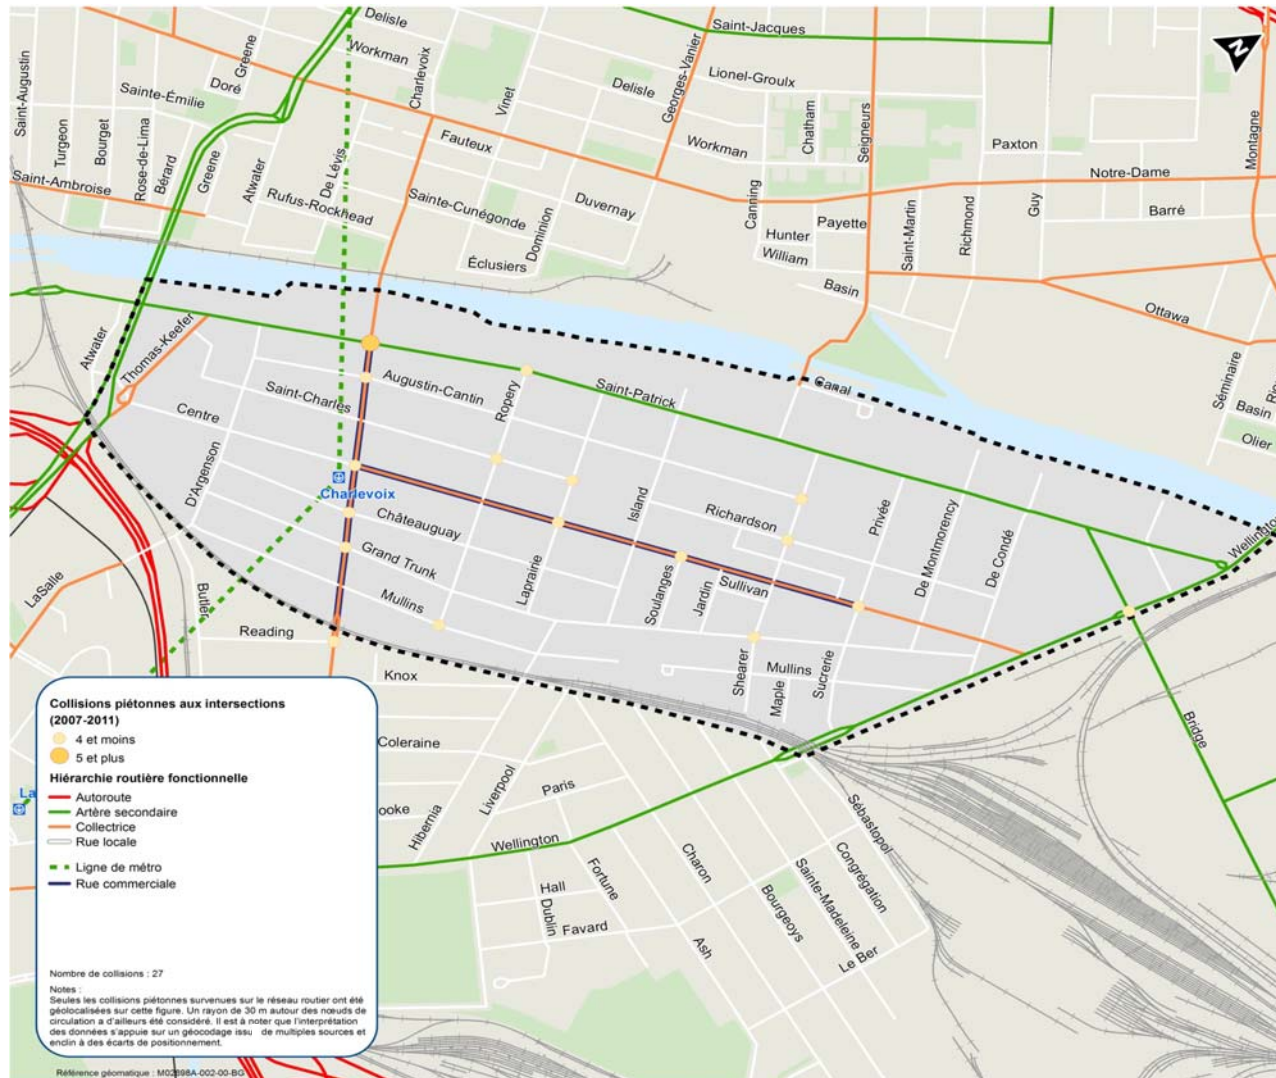 Delisle
Saint-Jacques
Workman
Charlevoix
Greene
Doré
Sainte-Émilie
Saint-Augustin
Turgeon
Bourget
Rose-de-Lima
Bérard
Greene
Atwater
De Lévis
Saint-Ambroise
Rufus-Rockhead
Fauteux
Vinet
Delisle
Georges-Vanier
Lionel-Groulx
Workman
Chatham
Seigneurs
Paxton
Montagne
Notre-Dame
Barré
Guy
Richmond
Saint-Martin
Canning
Payette
Hunter
William
Basin
Ottawa
Sainte-Cunégonde
Duvernay
Dominion
Éclusiers
Séminaire
Basin
Olier
N
Atwater
Thomas-Keefer
Augustin-Cantin
Saint-Charles
Ropery
Saint-Patrick
Canal
Centre
D'Argenson
Charlevoix
Châteauguay
Grand Trunk
Mullins
Island
Richardson
Privée
De Montmorency
De Condé
Wellington
Laprairie
Soulanges
Jardin
Sullivan
Shearer
Mullins
Maple
Sucrerie
LaSalle
Butler
Reading
Knox
Coleraine
Hibernia
Liverpool
Paris
Wellington
Hall
Dublin
Favard
Fortune
Charon
Ash
Bourgeoys
Sainte-Madeleine
Congrégation
Le Ber
Sébastopol
Bridge
ooke
La
Collisions piétonnes aux intersections
(2007-2011)
4 et moins
5 et plus
Hiérarchie routière fonctionnelle
Autoroute
Artère secondaire
Collectrice
Rue locale
Ligne de métro
Rue commerciale
Nombre de collisions : 27
Notes :
Seules les collisions piétonnes survenues sur le réseau routier ont été
géolocalisées sur cette figure. Un rayon de 30 m autour des nœuds de
circulation a d'ailleurs été considéré. Il est à noter que l'interprétation
des données s'appuie sur un géocodage issu de multiples sources et
enclin à des écarts de positionnement.
Référence géomatique : M02898A-002-00-BG